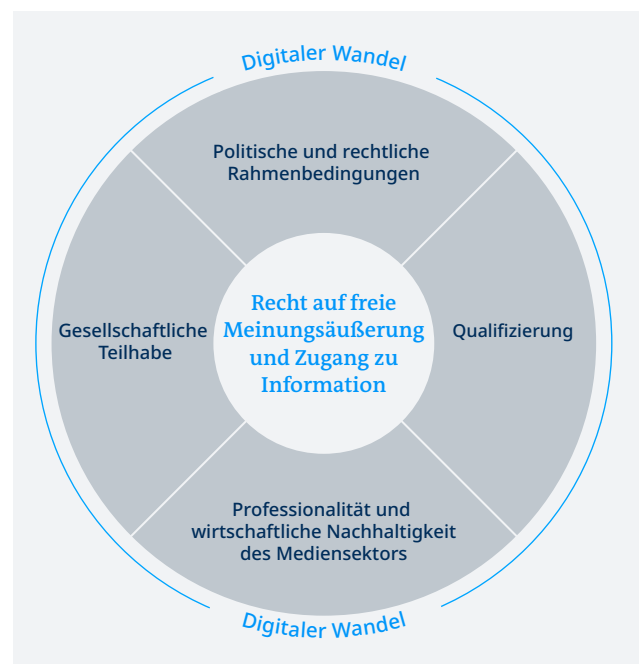 Digitaler Wandel
Politische und rechtliche
Rahmenbedingungen
Gesellschaftliche
Teilhabe
Recht auf freie
Meinungsäußerung
und Zugang zu
Information
Qualifizierung
Professionalität und
wirtschaftliche Nachhaltigkeit
des Mediensektors
Digitaler Wandel